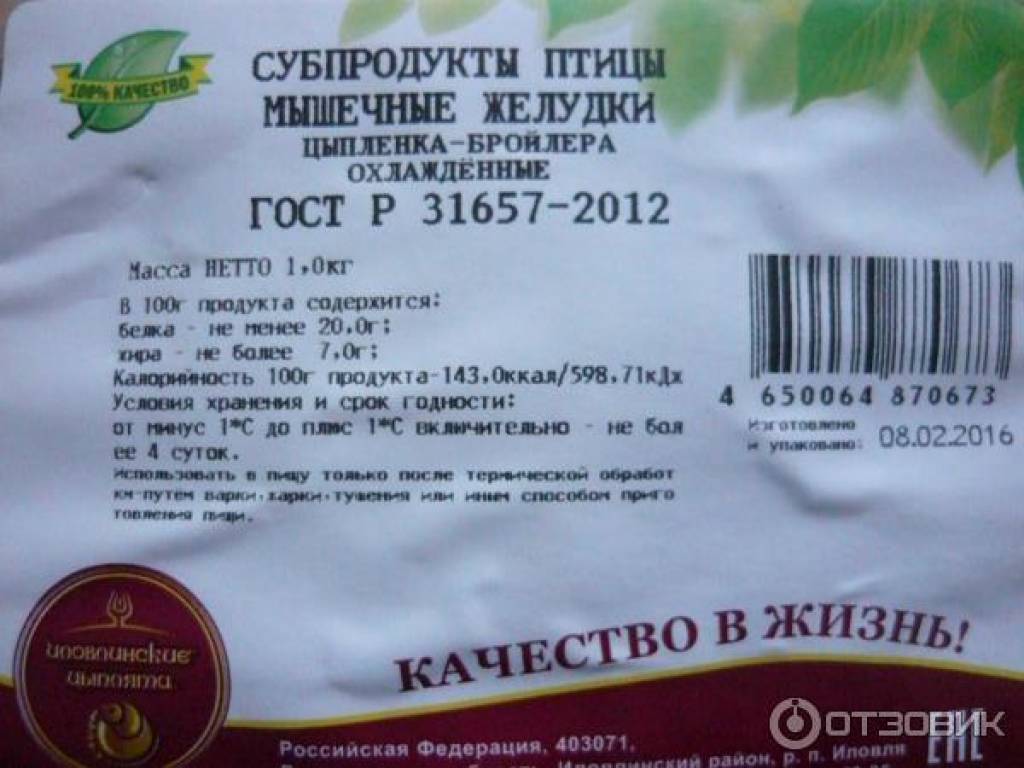 100% КАЧЕСТВО
СУБПРОДУКТЫ ПТИЦЫ
МЫШЕЧНЫЕ ЖЕЛУДКИ
ЦЫПЛЕНКА-БРОЙЛЕРА
ОХЛАЖДЁННЫЕ
ГОСТ Р 31657-2012
Масса НЕТТО 1,0кг
В 100г продукта содержится:
белка - не менее 20,0г;
жира - не более 7,0г;
Калорийность 100г продукта-143,0ккал/598,71кДж
Условия хранения и срок годности:
от минус 1*С до плюс 1*С включительно - не бол
ее 4 суток.
Использовать в пищу только после термической обработ
ки-путем варки,жарки,тушения или иным способом приго
товления пищи.
4 650064 870673
Изготовлено
и упаковано: 08.02.2016
Иловлинские
цыплята
КАЧЕСТВО В ЖИЗНЬ!
Российская Федерация, 403071,
Иловлинский район, р. п. Иловля
ЕАС
ОТЗОВИК